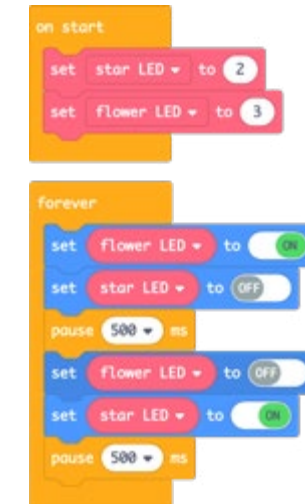 on start
set star LED to 2
set flower LED to 3
forever
set flower LED to ON
set star LED to OFF
pause 500 ms
set flower LED to OFF
set star LED to ON
pause 500 ms